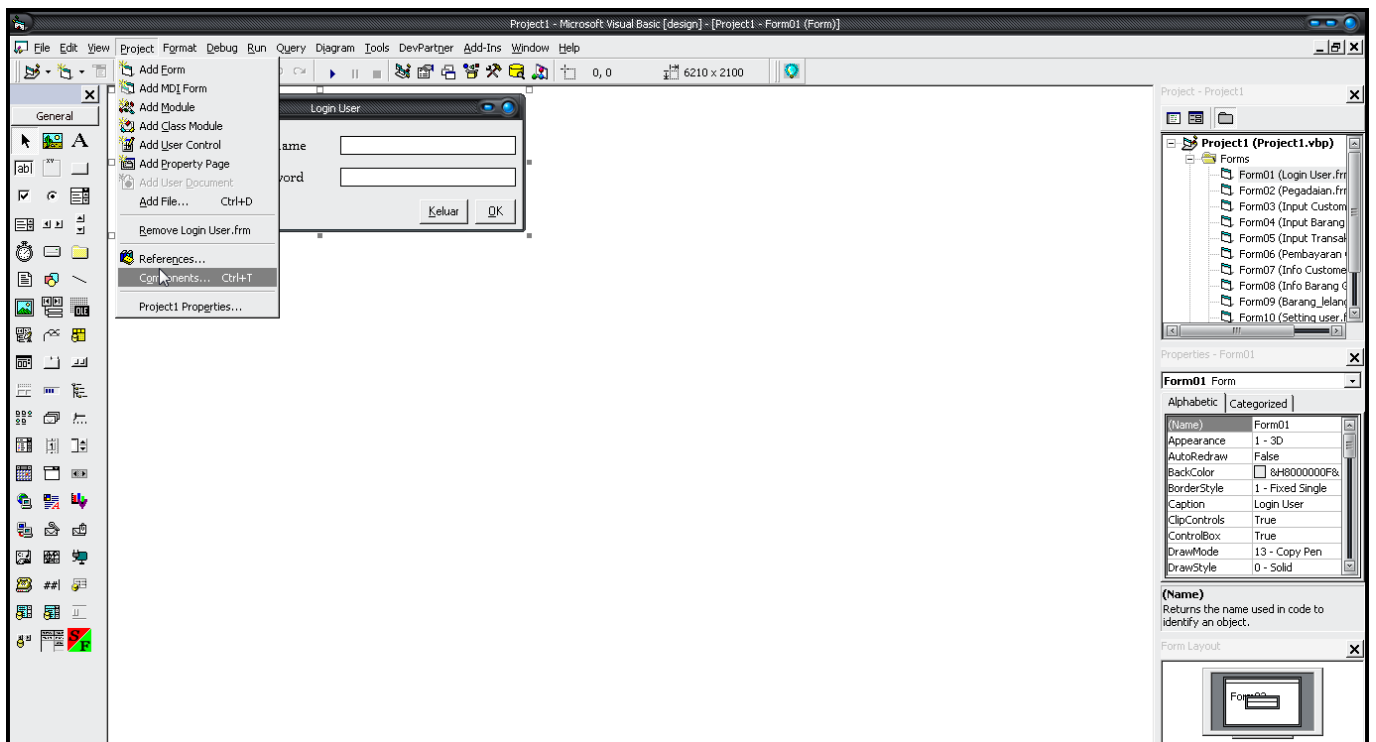 Project1 - Microsoft Visual Basic [design] - [Project1 - Form01 (Form)]
File Edit View Project Format Debug Run Query Diagram Tools DevPartner Add-Ins Window Help
0, 0 6210 x 2100
General
Add Form
Add MDI Form
Add Module
Add Class Module
Add User Control
Add Property Page
Add User Document
Add File... Ctrl+D
Remove Login User.frm
References...
Components... Ctrl+T
Project1 Properties...
Login User
ame
word
Keluar OK
Project - Project1
Project1 (Project1.vbp)
Forms
Form01 (Login User.frr
Form02 (Pegadaian.frr
Form03 (Input Custom
Form04 (Input Barang
Form05 (Input Transal
Form06 (Pembayaran
Form07 (Info Custome
Form08 (Info Barang G
Form09 (Barang_lelang
Form10 (Setting user.f
Properties - Form01
Form01 Form
Alphabetic Categorized
(Name) Form01
Appearance 1 - 3D
AutoRedraw False
BackColor &H8000000F&
BorderStyle 1 - Fixed Single
Caption Login User
ClipControls True
ControlBox True
DrawMode 13 - Copy Pen
DrawStyle 0 - Solid
(Name)
Returns the name used in code to
identify an object.
Form Layout